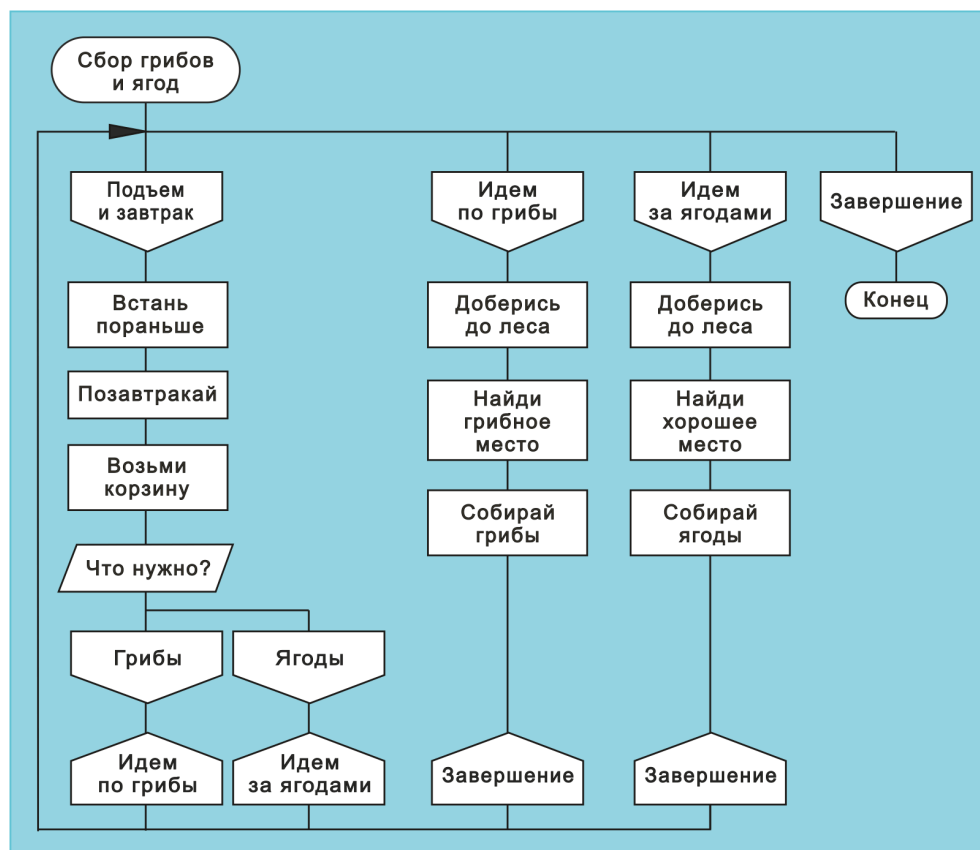 Сбор грибов
и ягод
Подъем
и завтрак
Встань
пораньше
Позавтракай
Возьми
корзину
Что нужно?
Грибы
Идем
по грибы
Ягоды
Идем
за ягодами
Идем
по грибы
Доберись
до леса
Найди
грибное
место
Собирай
грибы
Завершение
Идем
за ягодами
Доберись
до леса
Найди
хорошее
место
Собирай
ягоды
Завершение
Завершение
Конец